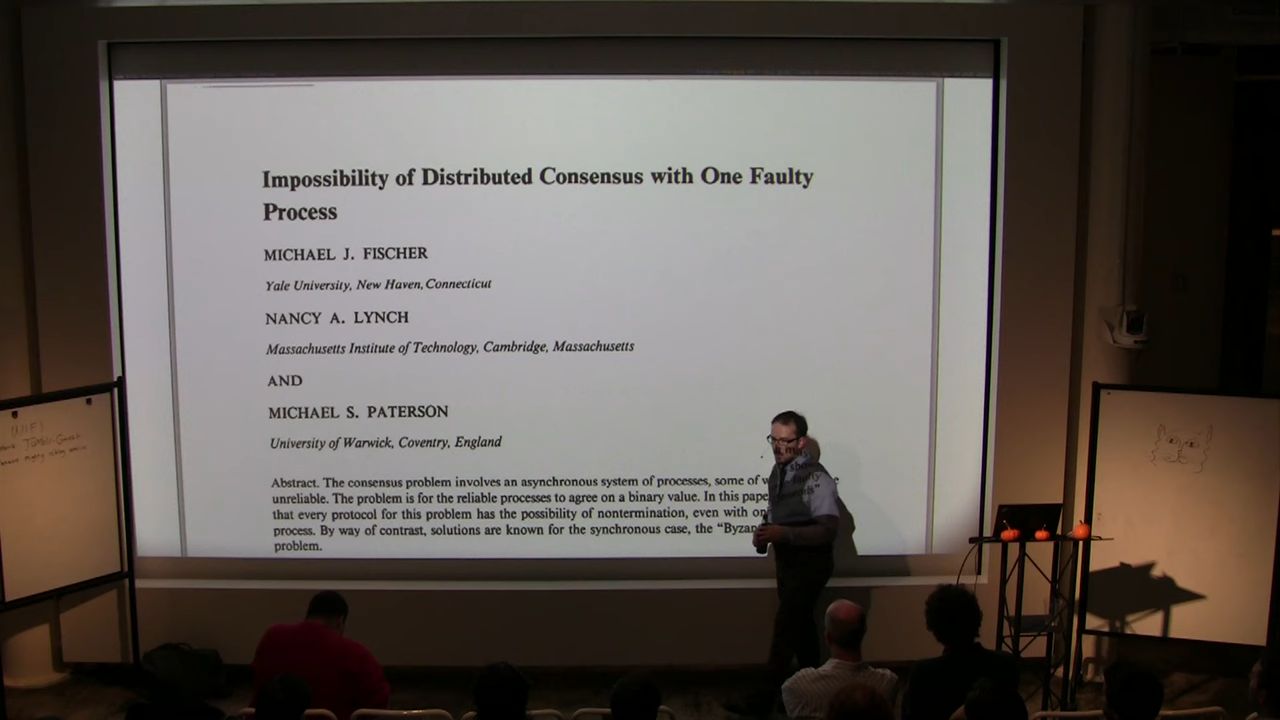 Impossibility of Distributed Consensus with One Faulty
Process
MICHAEL J. FISCHER
Yale University, New Haven, Connecticut
NANCY A. LYNCH
Massachusetts Institute of Technology, Cambridge, Massachusetts
AND
MICHAEL S. PATERSON
University of Warwick, Coventry, England
Abstract. The consensus problem involves an asynchronous system of processes, some of
unreliable. The problem is for the reliable processes to agree on a binary value. In this
that every protocol for this problem has the possibility of nontermination, even with
process. By way of contrast, solutions are known for the synchronous case, the
problem.
WIFI
Tumblr-Guest